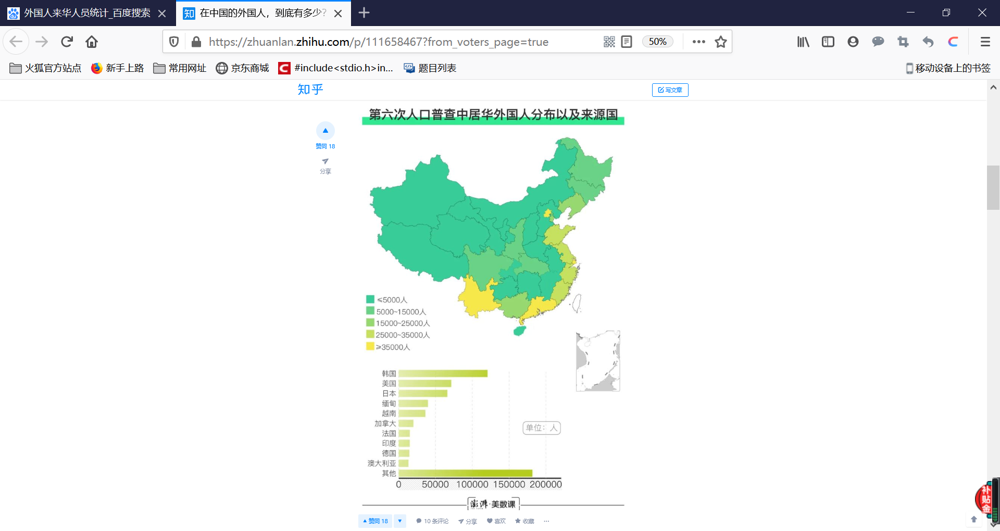 外国人来华人员统计_百度搜索
在中国的外国人，到底有多少?
https://zhuanlan.zhihu.com/p/111658467?from_voters_page=true
50%
火狐官方站点
新手上路
常用网址
京东商城
#include<stdio.h>in...
题目列表
移动设备上的书签
知乎
写文章
第六次人口普查中居华外国人分布以及来源国
赞同 18
分享
≤5000人
5000~15000人
15000~25000人
25000~35000人
≥35000人
韩国
美国
日本
缅甸
越南
加拿大
单位：人
法国
印度
德国
澳大利亚
其他
0 50000 100000 150000 200000
澎湃·美数课
赞同 18
10 条评论
分享
喜欢
收藏
补贴金